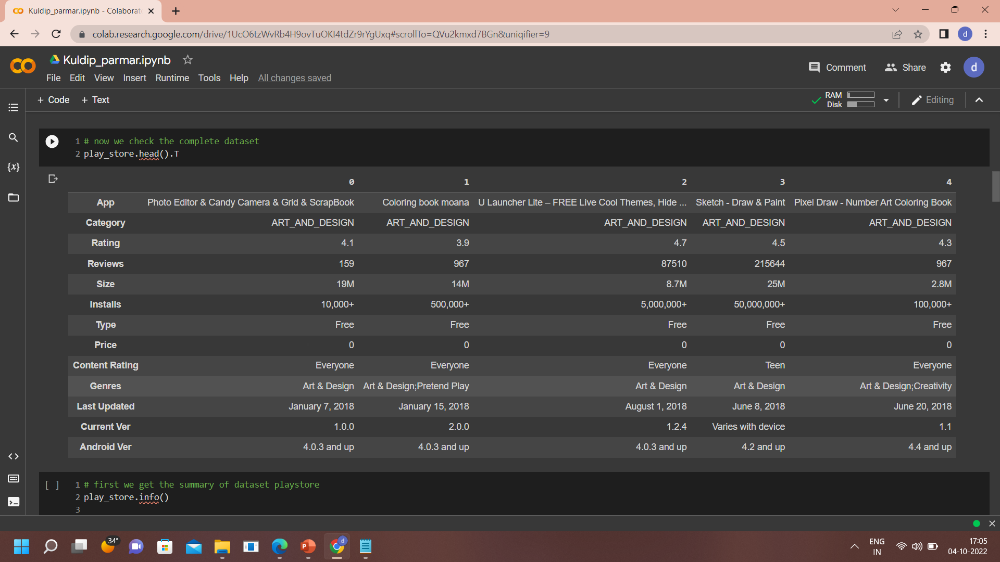 Kuldip_parmar.ipynb - Colaborat
colab.research.google.com/drive/1UcO6tzWvRb4H9ovTuOKI4tdZr9rYgUxq#scrollTo=QVu2kmxd7BGn&uniqifier=9
d
Kuldip_parmar.ipynb
File Edit View Insert Runtime Tools Help All changes saved
Comment Share d
+ Code + Text
RAM
Disk
Editing
{x}
1 # now we check the complete dataset
2 play_store.head().T
0 1 2 3 4
App Photo Editor & Candy Camera & Grid & ScrapBook Coloring book moana U Launcher Lite – FREE Live Cool Themes, Hide ... Sketch - Draw & Paint Pixel Draw - Number Art Coloring Book
Category ART_AND_DESIGN ART_AND_DESIGN ART_AND_DESIGN ART_AND_DESIGN ART_AND_DESIGN
Rating 4.1 3.9 4.7 4.5 4.3
Reviews 159 967 87510 215644 967
Size 19M 14M 8.7M 25M 2.8M
Installs 10,000+ 500,000+ 5,000,000+ 50,000,000+ 100,000+
Type Free Free Free Free Free
Price 0 0 0 0 0
Content Rating Everyone Everyone Everyone Teen Everyone
Genres Art & Design Art & Design;Pretend Play Art & Design Art & Design Art & Design;Creativity
Last Updated January 7, 2018 January 15, 2018 August 1, 2018 June 8, 2018 June 20, 2018
Current Ver 1.0.0 2.0.0 1.2.4 Varies with device 1.1
Android Ver 4.0.3 and up 4.0.3 and up 4.0.3 and up 4.2 and up 4.4 and up
[ ] 1 # first we get the summary of dataset playstore
2 play_store.info()
3
34°
P
d
ENG
IN
17:05
04-10-2022